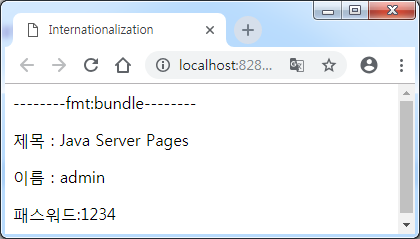 Internationalization
localhost:828...
--------fmt:bundle--------
제목 : Java Server Pages
이름 : admin
패스워드:1234